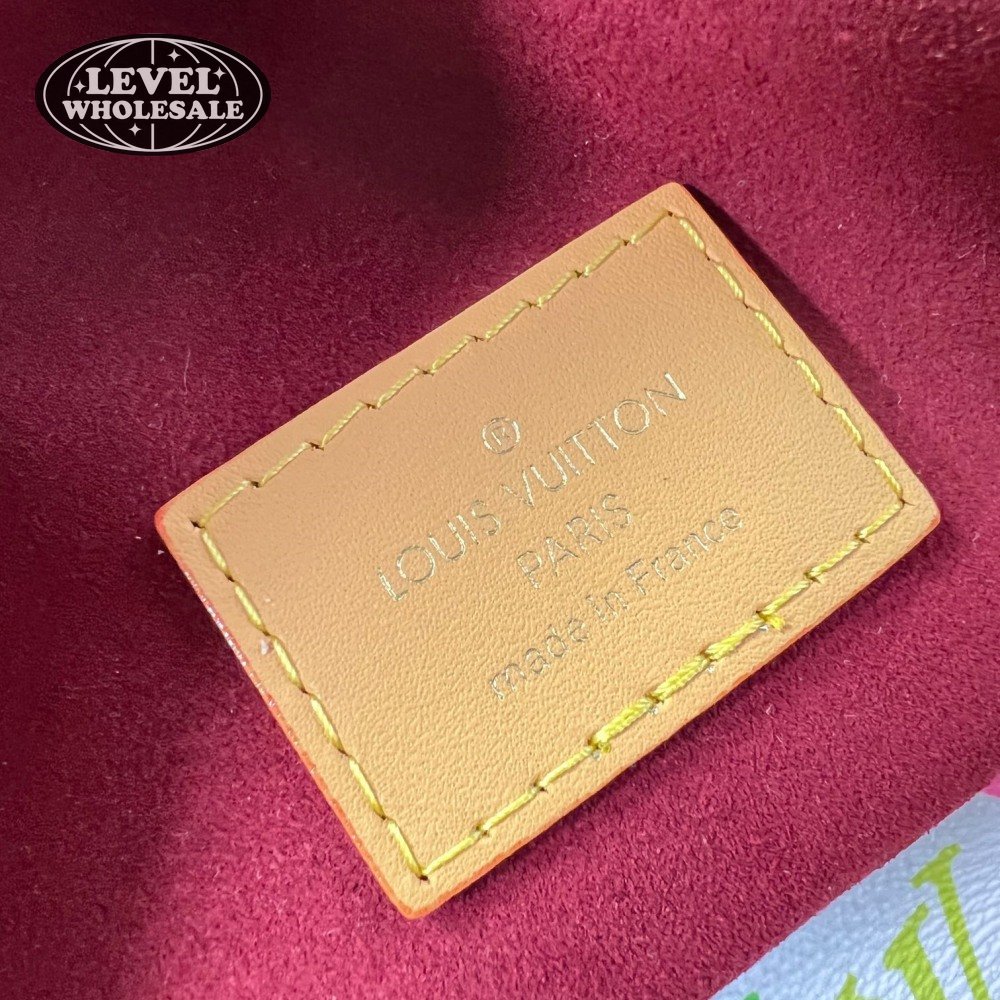 LEVEL
WHOLESALE
®
LOUIS VUITTON
PARIS
made in France